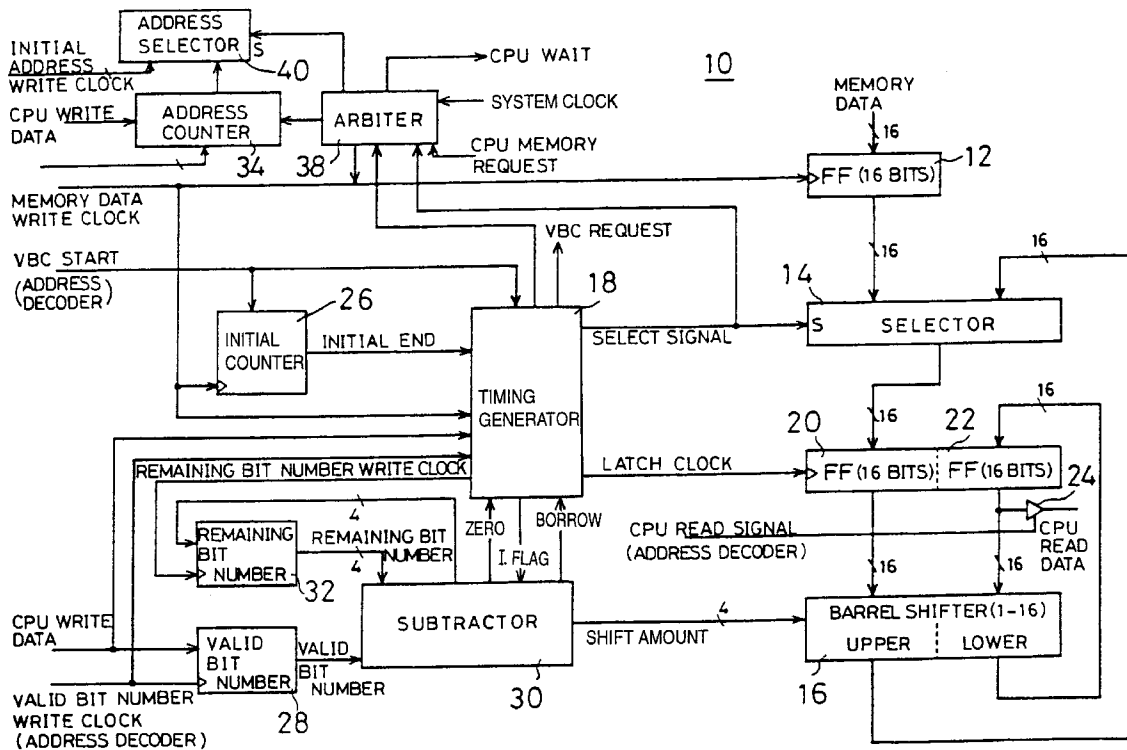 ADDRESS
SELECTOR
S
40
INITIAL
ADDRESS
WRITE CLOCK
CPU WRITE
DATA
ADDRESS
COUNTER
34
CPU WAIT
SYSTEM CLOCK
ARBITER
38
CPU MEMORY
REQUEST
10
MEMORY
DATA
16
FF (16 BITS)
12
MEMORY DATA
WRITE CLOCK
VBC REQUEST
16
16
VBC START
(ADDRESS
DECODER)
26
INITIAL
COUNTER
INITIAL END
18
TIMING
GENERATOR
SELECT SIGNAL
14
S SELECTOR
16
16
20
22
FF (16 BITS)
FF (16 BITS)
LATCH CLOCK
24
REMAINING BIT NUMBER WRITE CLOCK
4
ZERO
I. FLAG
BORROW
CPU READ SIGNAL
(ADDRESS DECODER)
CPU
READ
DATA
REMAINING
BIT
NUMBER
32
REMAINING BIT
NUMBER
4
16
16
CPU WRITE
DATA
VALID
BIT
NUMBER
28
VALID
BIT
NUMBER
SUBTRACTOR
30
4
SHIFT AMOUNT
BARREL SHIFTER (1-16)
UPPER
LOWER
16
VALID BIT NUMBER
WRITE CLOCK
(ADDRESS DECODER)